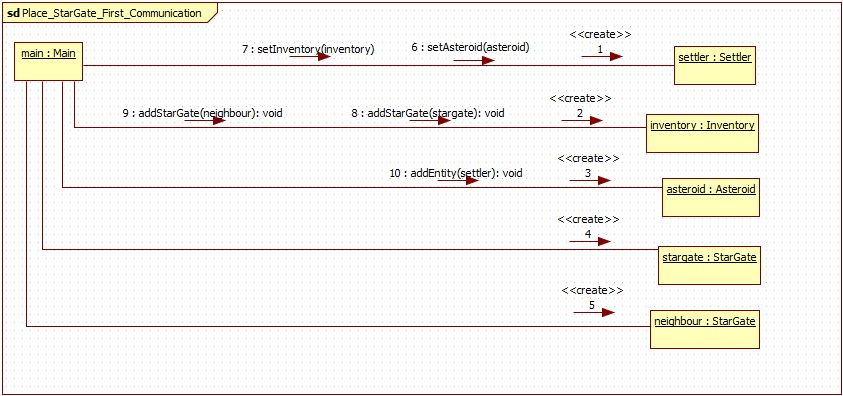 sd Place_StarGate_First_Communication
main : Main
7 : setInventory(inventory)
6 : setAsteroid(asteroid)
<<create>>
1
settler : Settler
9 : addStarGate(neighbour): void
8 : addStarGate(stargate): void
<<create>>
2
inventory : Inventory
10 : addEntity(settler): void
<<create>>
3
asteroid : Asteroid
<<create>>
4
stargate : StarGate
<<create>>
5
neighbour : StarGate